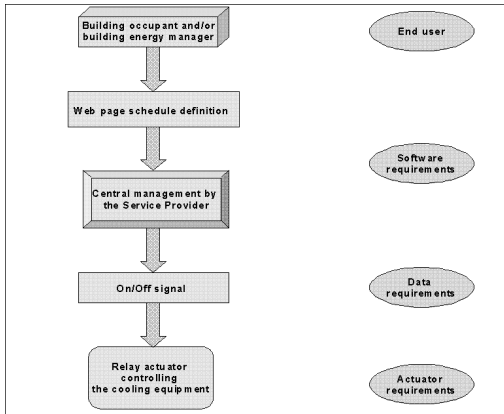 Building occupant and/or
building energy manager
End user
Web page schedule definition
Software
requirements
Central management by
the Service Provider
On/Off signal
Data
requirements
Relay actuator
controlling
the cooling equipment
Actuator
requirements